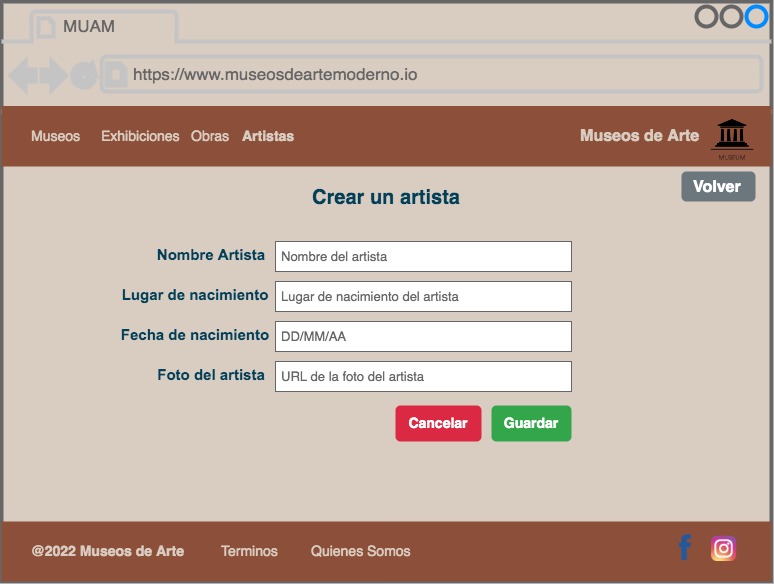 MUAM
https://www.museosdeartemoderno.io
Museos Exhibiciones Obras Artistas Museos de Arte
MUSEUM
Volver
Crear un artista
Nombre Artista Nombre del artista
Lugar de nacimiento Lugar de nacimiento del artista
Fecha de nacimiento DD/MM/AA
Foto del artista URL de la foto del artista
Cancelar Guardar
@2022 Museos de Arte Terminos Quienes Somos